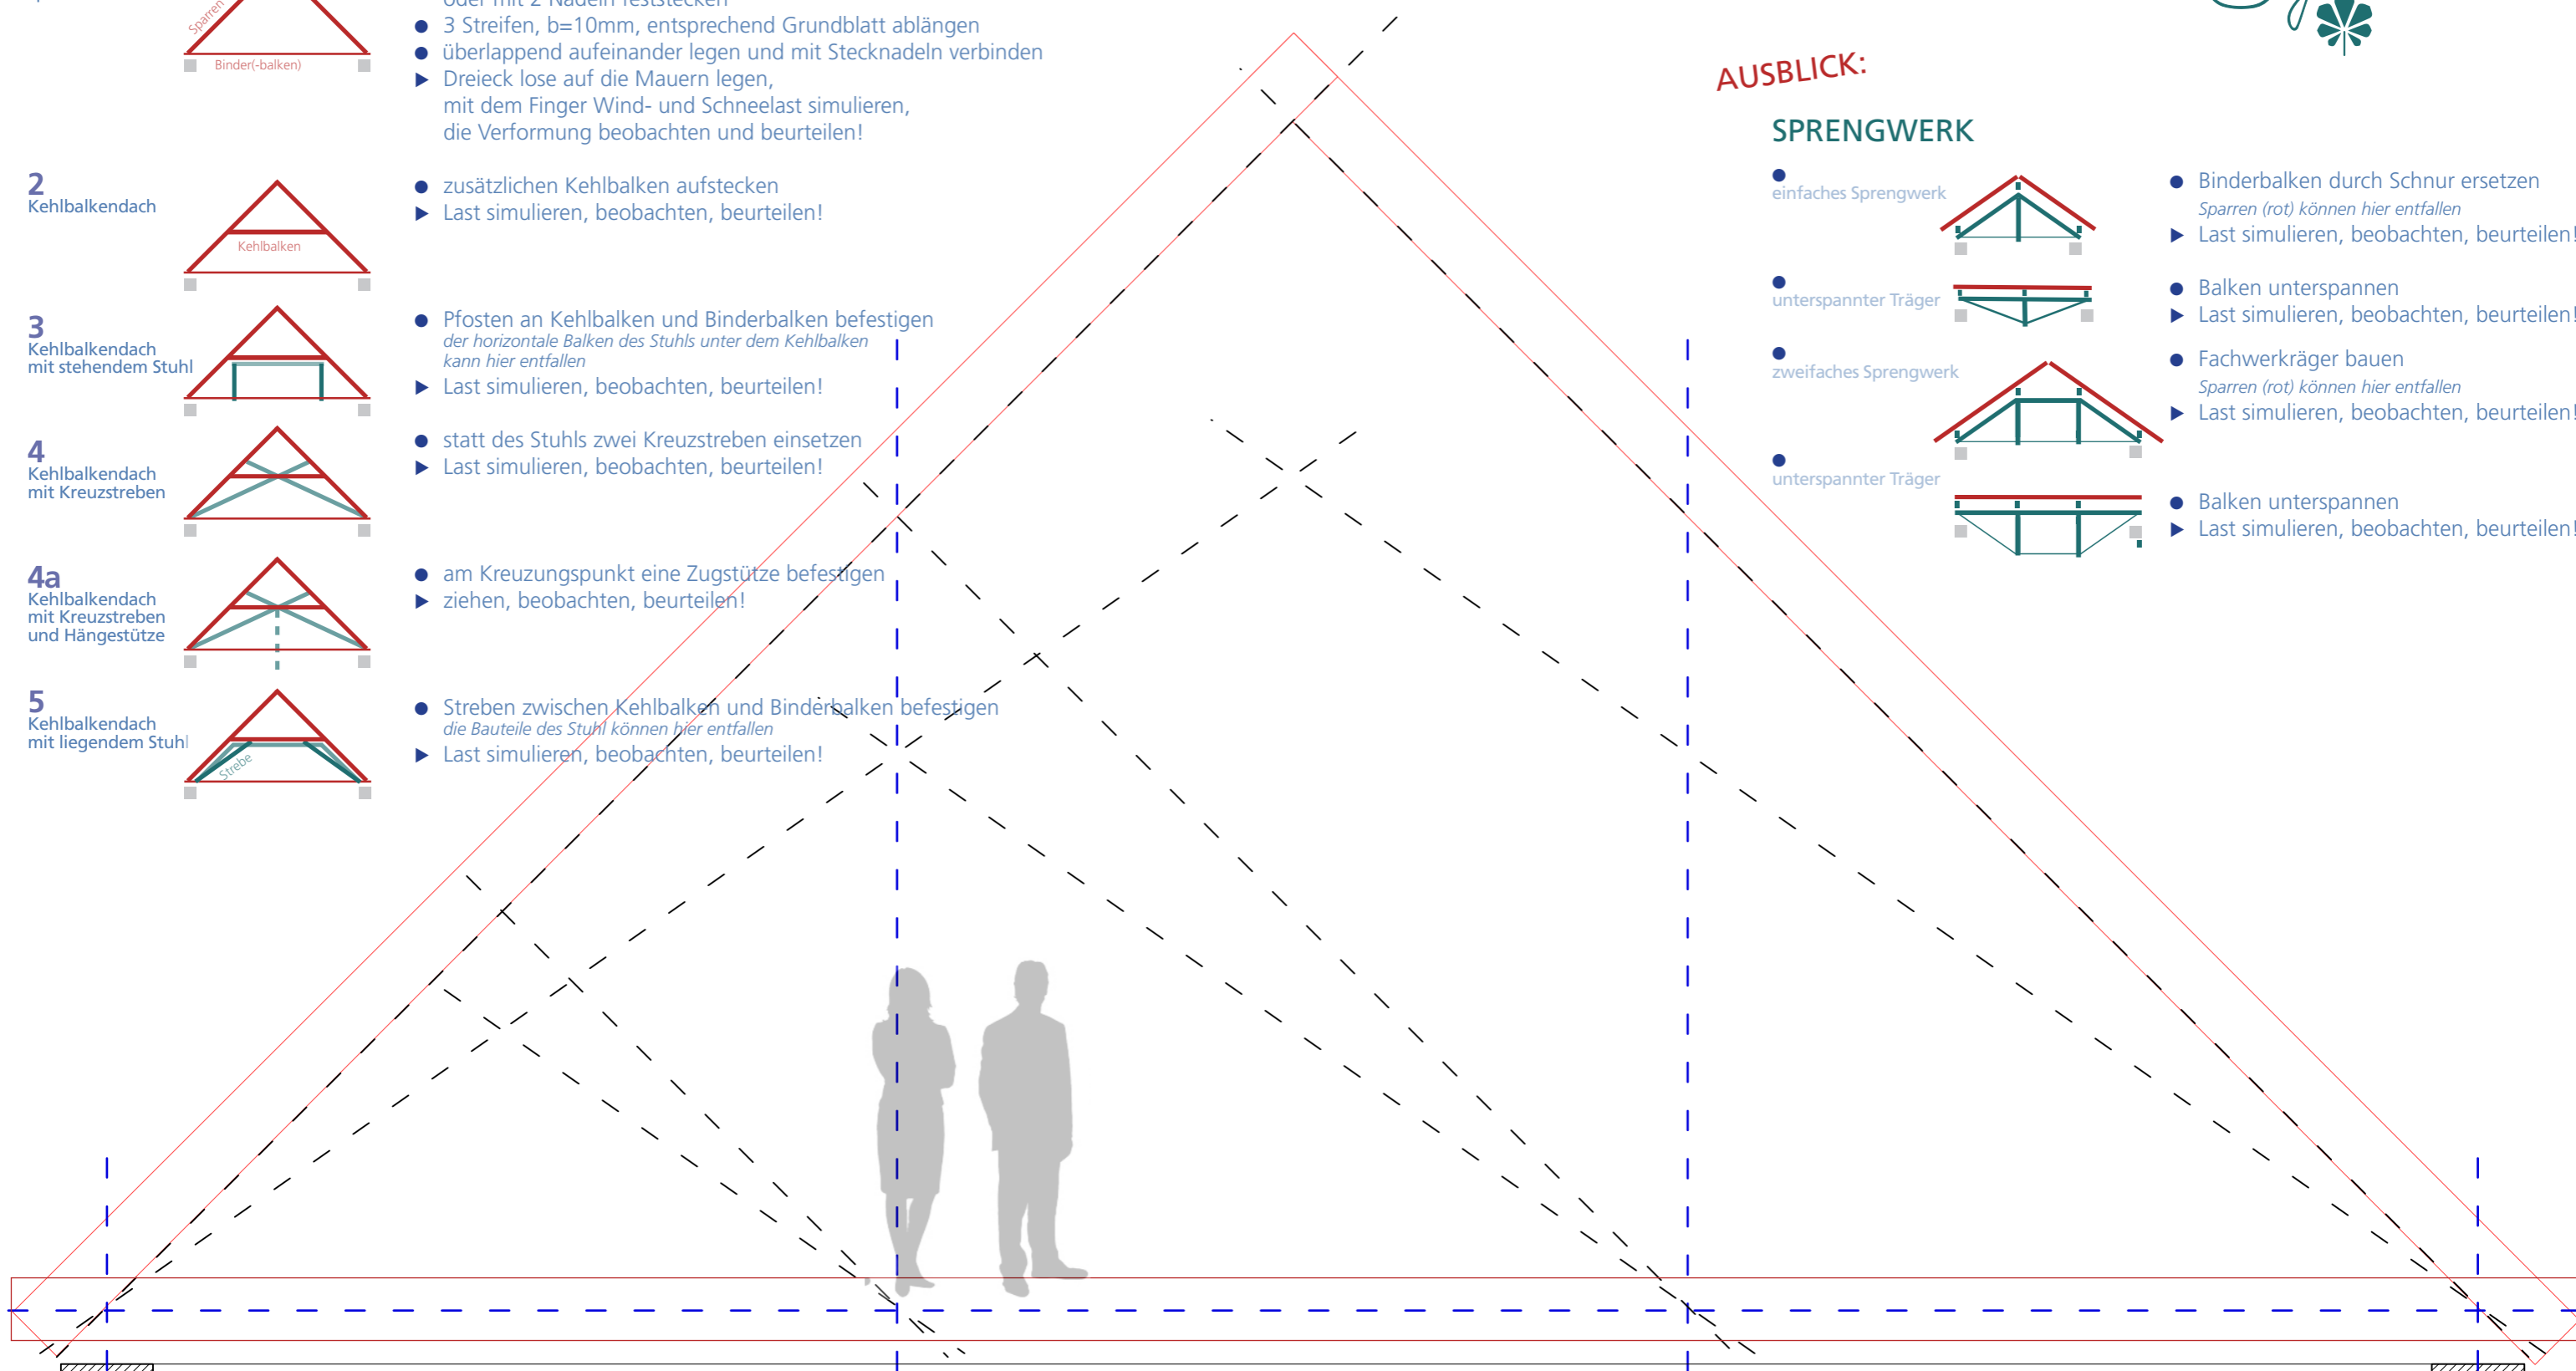 oder mit 2 Nadeln feststecken
Sparren
Binder(-balken)
3 Streifen, b=10mm, entsprechend Grundblatt ablängen
überlappend aufeinander legen und mit Stecknadeln verbinden
Dreieck lose auf die Mauern legen,
mit dem Finger Wind- und Schneelast simulieren,
die Verformung beobachten und beurteilen!
2
Kehlbalkendach
Kehlbalken
zusätzlichen Kehlbalken aufstecken
Last simulieren, beobachten, beurteilen!
3
Kehlbalkendach
mit stehendem Stuhl
Pfosten an Kehlbalken und Binderbalken befestigen
der horizontale Balken des Stuhls unter dem Kehlbalken
kann hier entfallen
Last simulieren, beobachten, beurteilen!
4
Kehlbalkendach
mit Kreuzstreben
statt des Stuhls zwei Kreuzstreben einsetzen
Last simulieren, beobachten, beurteilen!
4a
Kehlbalkendach
mit Kreuzstreben
und Hängestütze
am Kreuzungspunkt eine Zugstütze befestigen
ziehen, beobachten, beurteilen!
5
Kehlbalkendach
mit liegendem Stuhl
Strebe
Streben zwischen Kehlbalken und Binderbalken befestigen
die Bauteile des Stuhl können hier entfallen
Last simulieren, beobachten, beurteilen!
AUSBLICK:
SPRENGWERK
einfaches Sprengwerk
Binderbalken durch Schnur ersetzen
Sparren (rot) können hier entfallen
Last simulieren, beobachten, beurteilen!
unterspannter Träger
Balken unterspannen
Last simulieren, beobachten, beurteilen!
zweifaches Sprengwerk
Fachwerkräger bauen
Sparren (rot) können hier entfallen
Last simulieren, beobachten, beurteilen!
unterspannter Träger
Balken unterspannen
Last simulieren, beobachten, beurteilen!